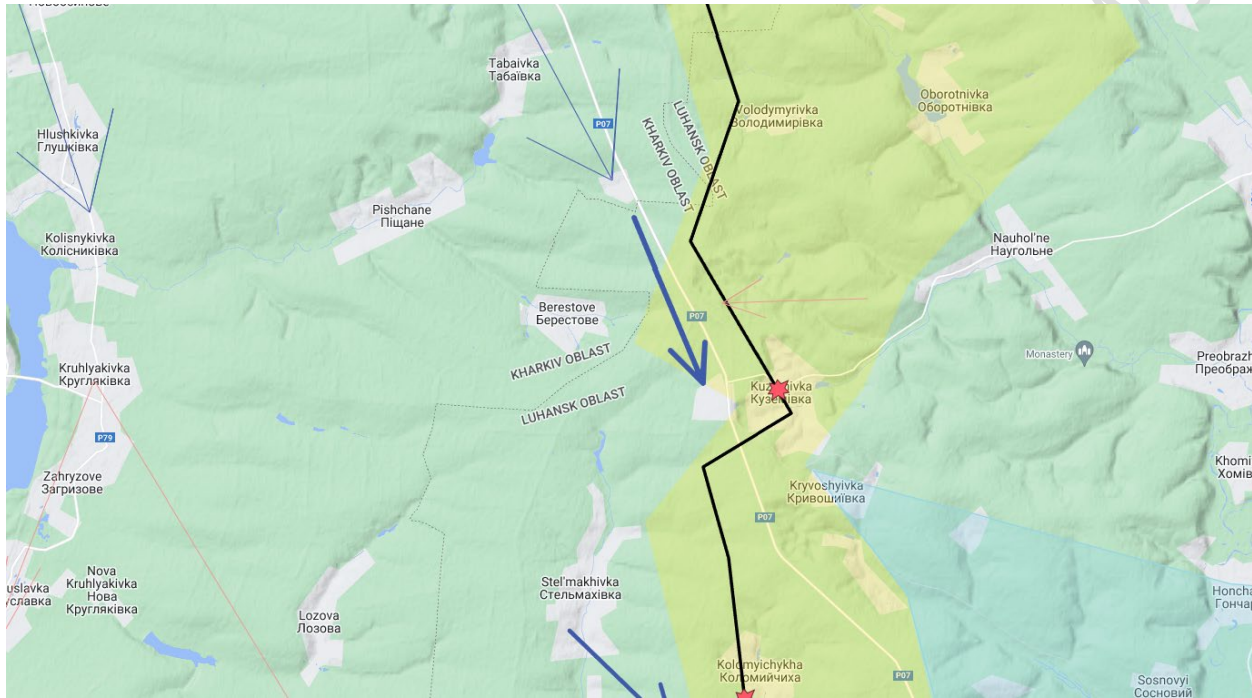 Tabaivka
Табаївка
P07
Hlushkivka
Глушківка
Volodymyrivka
Володимирівка
Oborotnivka
Оборотнівка
LUHANSK OBLAST
KHARKIV OBLAST
Pishchane
Піщане
Kolisnykivka
Колісниківка
Nauhol'ne
Наугольне
Berestove
Берестове
P07
KHARKIV OBLAST
LUHANSK OBLAST
Monastery
Kruhlyakivka
Кругляківка
Куземівка
P79
Zahryzove
Загризове
Kryvoshyivka
Кривошиївка
P07
Nova
Kruhlyakivka
Нова
Кругляківка
Stel'makhivka
Стельмахівка
Lozova
Лозова
Kolomyichykha
Коломийчиха
P07
Sosnovyi
Сосновий